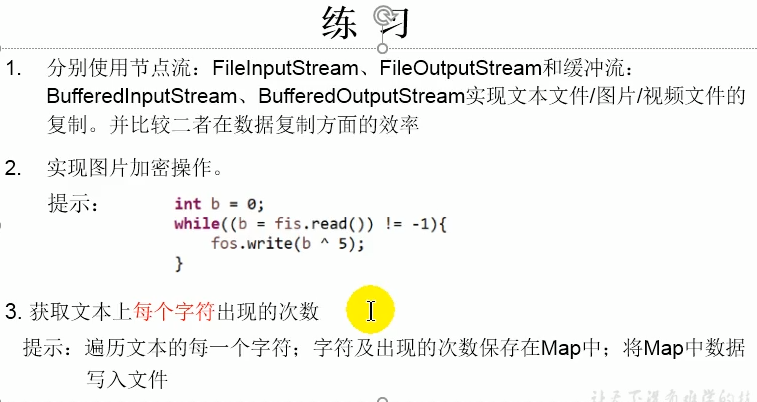 练 习
1. 分别使用节点流：FileInputStream、FileOutputStream和缓冲流：
BufferedInputStream、BufferedOutputStream实现文本文件/图片/视频文件的
复制。并比较二者在数据复制方面的效率
2. 实现图片加密操作。
提示：
int b = 0;
while((b = fis.read()) != -1){
fos.write(b ^ 5);
}
3. 获取文本上每个字符出现的次数
提示：遍历文本的每一个字符；字符及出现的次数保存在Map中；将Map中数据
写入文件